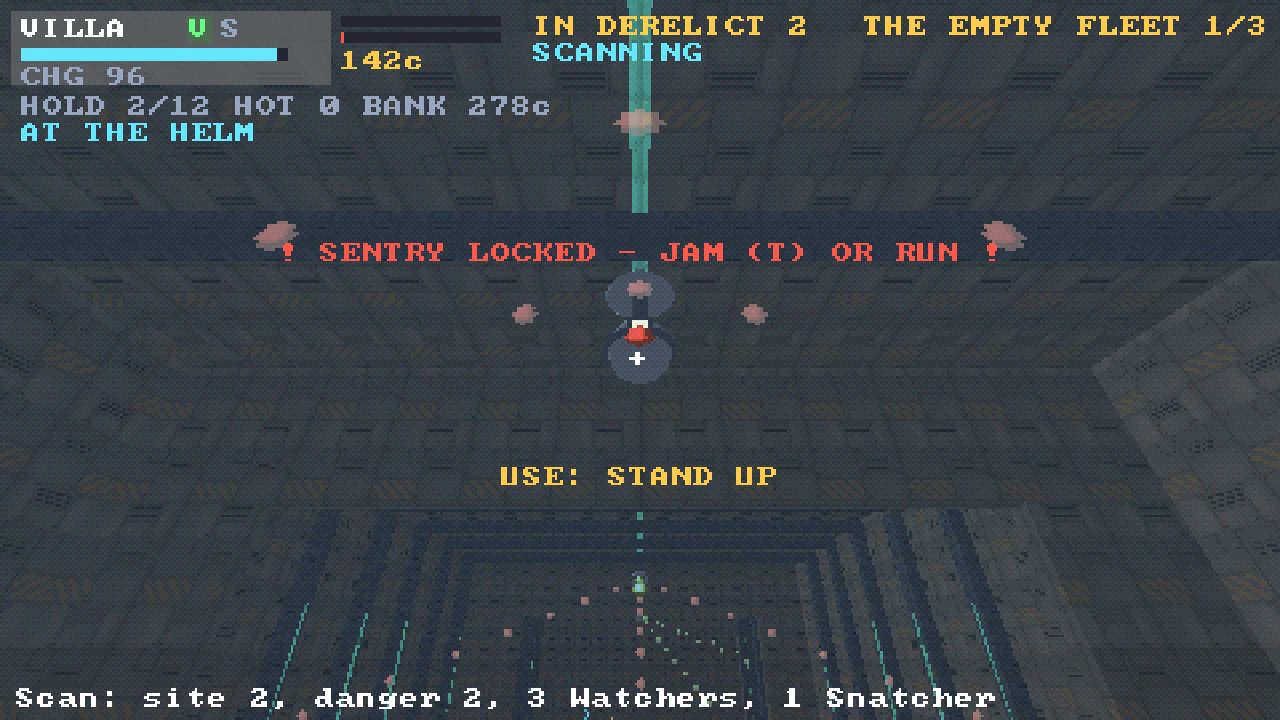 VILLA V S
CHG 96
142c
IN DERELICT 2 THE EMPTY FLEET 1/3
SCANNING
HOLD 2/12 HOT 0 BANK 278c
AT THE HELM
! SENTRY LOCKED - JAM (T) OR RUN !
USE: STAND UP
Scan: site 2, danger 2, 3 Watchers, 1 Snatcher